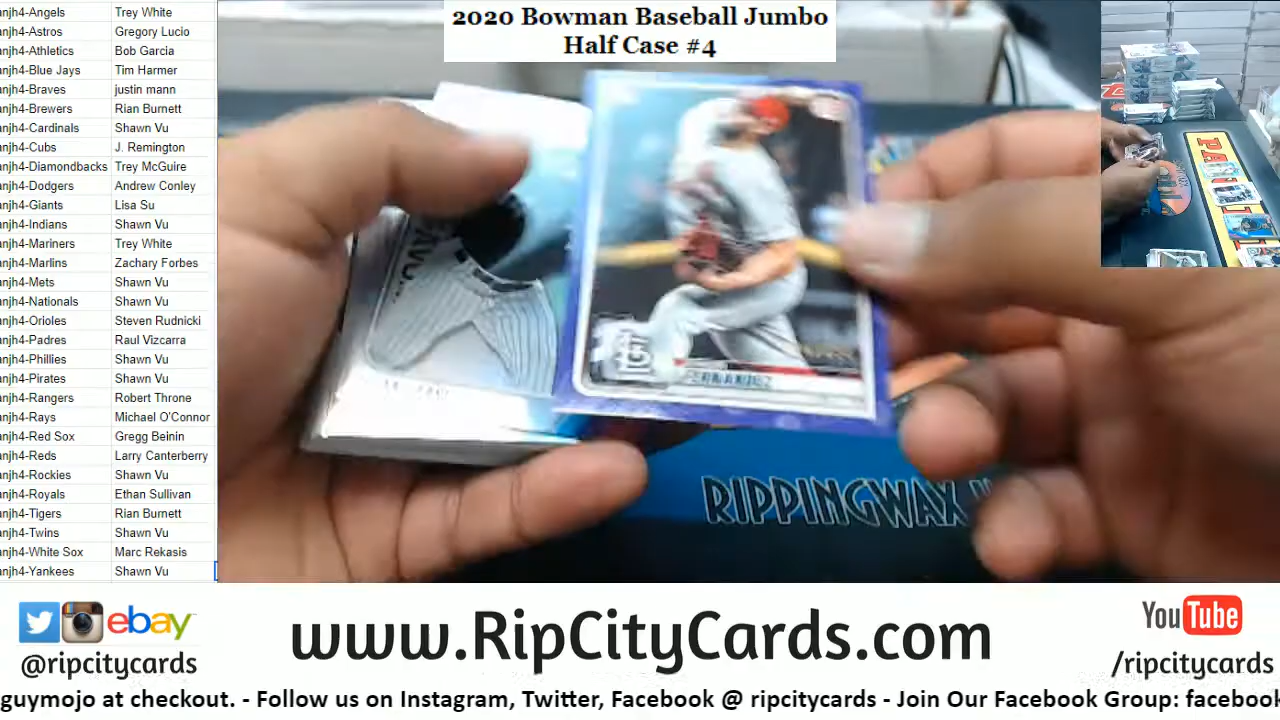 2020 Bowman Baseball Jumbo
Half Case #4
anjh4-Angels Trey White
anjh4-Astros Gregory Lucio
anjh4-Athletics Bob Garcia
anjh4-Blue Jays Tim Harmer
anjh4-Braves justin mann
anjh4-Brewers Rian Burnett
anjh4-Cardinals Shawn Vu
anjh4-Cubs J. Remington
anjh4-Diamondbacks Trey McGuire
anjh4-Dodgers Andrew Conley
anjh4-Giants Lisa Su
anjh4-Indians Shawn Vu
anjh4-Mariners Trey White
anjh4-Marlins Zachary Forbes
anjh4-Mets Shawn Vu
anjh4-Nationals Shawn Vu
anjh4-Orioles Steven Rudnicki
anjh4-Padres Raul Vizcarra
anjh4-Phillies Shawn Vu
anjh4-Pirates Shawn Vu
anjh4-Rangers Robert Throne
anjh4-Rays Michael O'Connor
anjh4-Red Sox Gregg Beinin
anjh4-Reds Larry Canterbery
anjh4-Rockies Shawn Vu
anjh4-Royals Ethan Sullivan
anjh4-Tigers Rian Burnett
anjh4-Twins Shawn Vu
anjh4-White Sox Marc Rekasis
anjh4-Yankees Shawn Vu
FERNANDEZ
RIPPINGWAX
PANI
ebay
@ripcitycards
www.RipCityCards.com
YouTube
/ripcitycards
guymojo at checkout. - Follow us on Instagram, Twitter, Facebook @ ripcitycards - Join Our Facebook Group: facebook